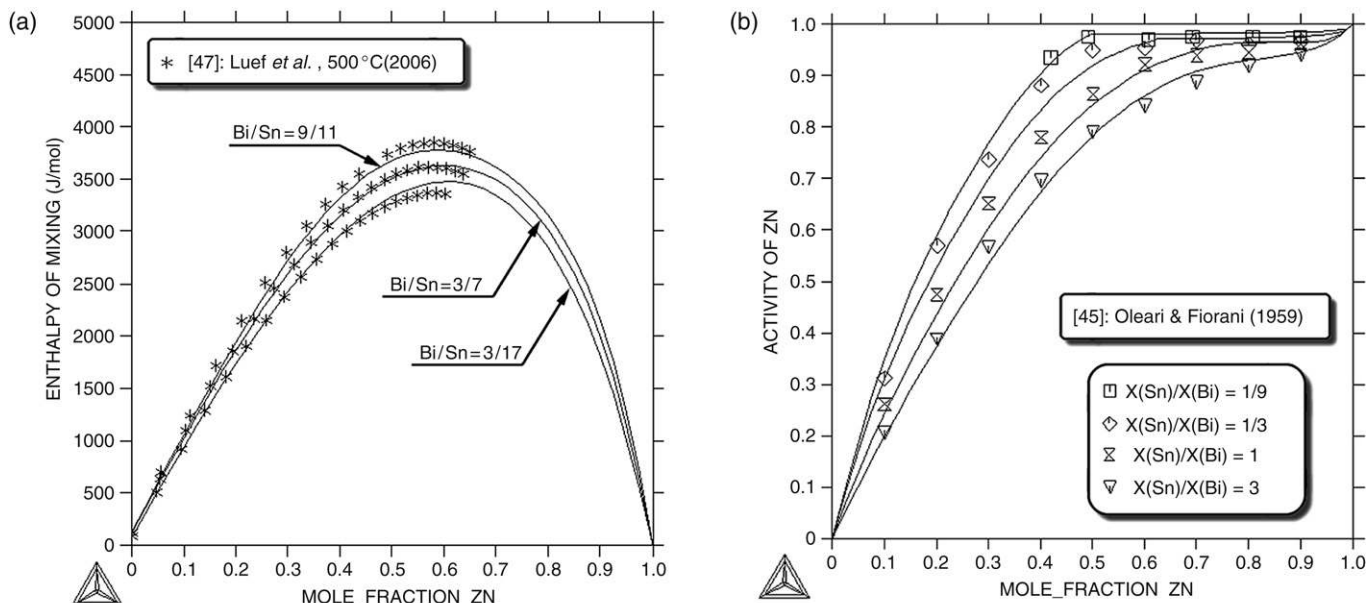 (a)
5000
4500
4000
3500
3000
2500
2000
1500
1000
500
0
ENTHALPY OF MIXING (J/mol)
[47]: Luef et al. , 500°C(2006)
Bi/Sn=9/11
Bi/Sn=3/7
Bi/Sn=3/17
0 0.1 0.2 0.3 0.4 0.5 0.6 0.7 0.8 0.9 1.0
MOLE_FRACTION ZN
(b)
1.0
0.9
0.8
0.7
0.6
0.5
0.4
0.3
0.2
0.1
0
ACTIVITY OF ZN
[45]: Oleari & Fiorani (1959)
X(Sn)/X(Bi) = 1/9
X(Sn)/X(Bi) = 1/3
X(Sn)/X(Bi) = 1
X(Sn)/X(Bi) = 3
0 0.1 0.2 0.3 0.4 0.5 0.6 0.7 0.8 0.9 1.0
MOLE_FRACTION ZN